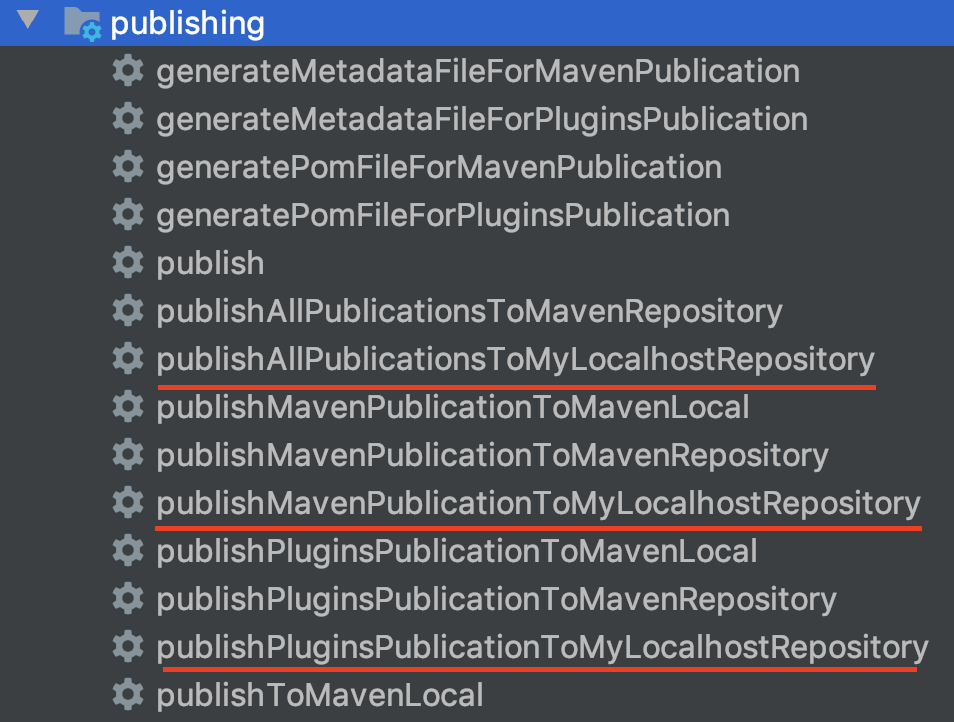 publishing
generateMetadataFileForMavenPublication
generateMetadataFileForPluginsPublication
generatePomFileForMavenPublication
generatePomFileForPluginsPublication
publish
publishAllPublicationsToMavenRepository
publishAllPublicationsToMyLocalhostRepository
publishMavenPublicationToMavenLocal
publishMavenPublicationToMavenRepository
publishMavenPublicationToMyLocalhostRepository
publishPluginsPublicationToMavenLocal
publishPluginsPublicationToMavenRepository
publishPluginsPublicationToMyLocalhostRepository
publishToMavenLocal